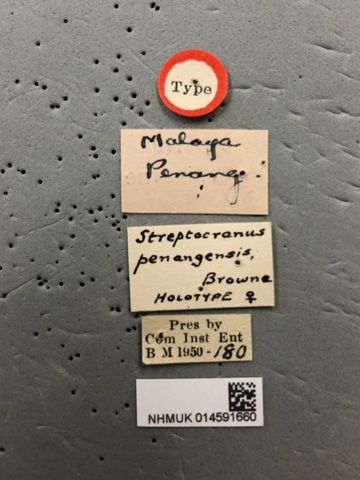 Type
Malaya
Penang.
Streptocranus
penangensis,
Browne
HOLOTYPE ♀
Pres by
Com Inst Ent
B M 1950-180
NHMUK 014591660